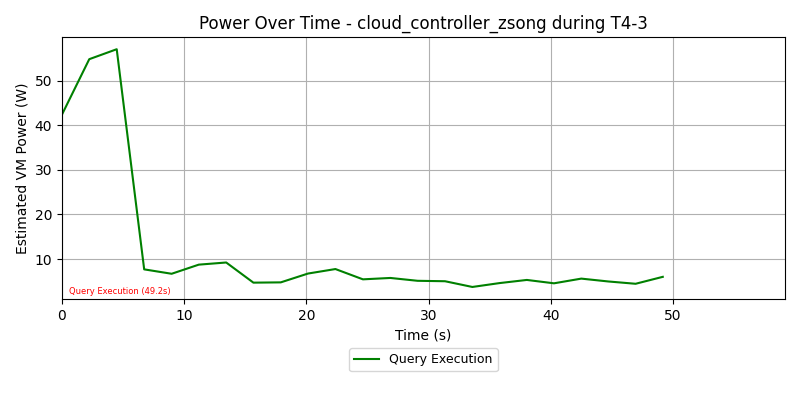 Power Over Time - cloud_controller_zsong during T4-3
Estimated VM Power (W)
50
40
30
20
10
Query Execution (49.2s)
0 10 20 30 40 50
Time (s)
Query Execution